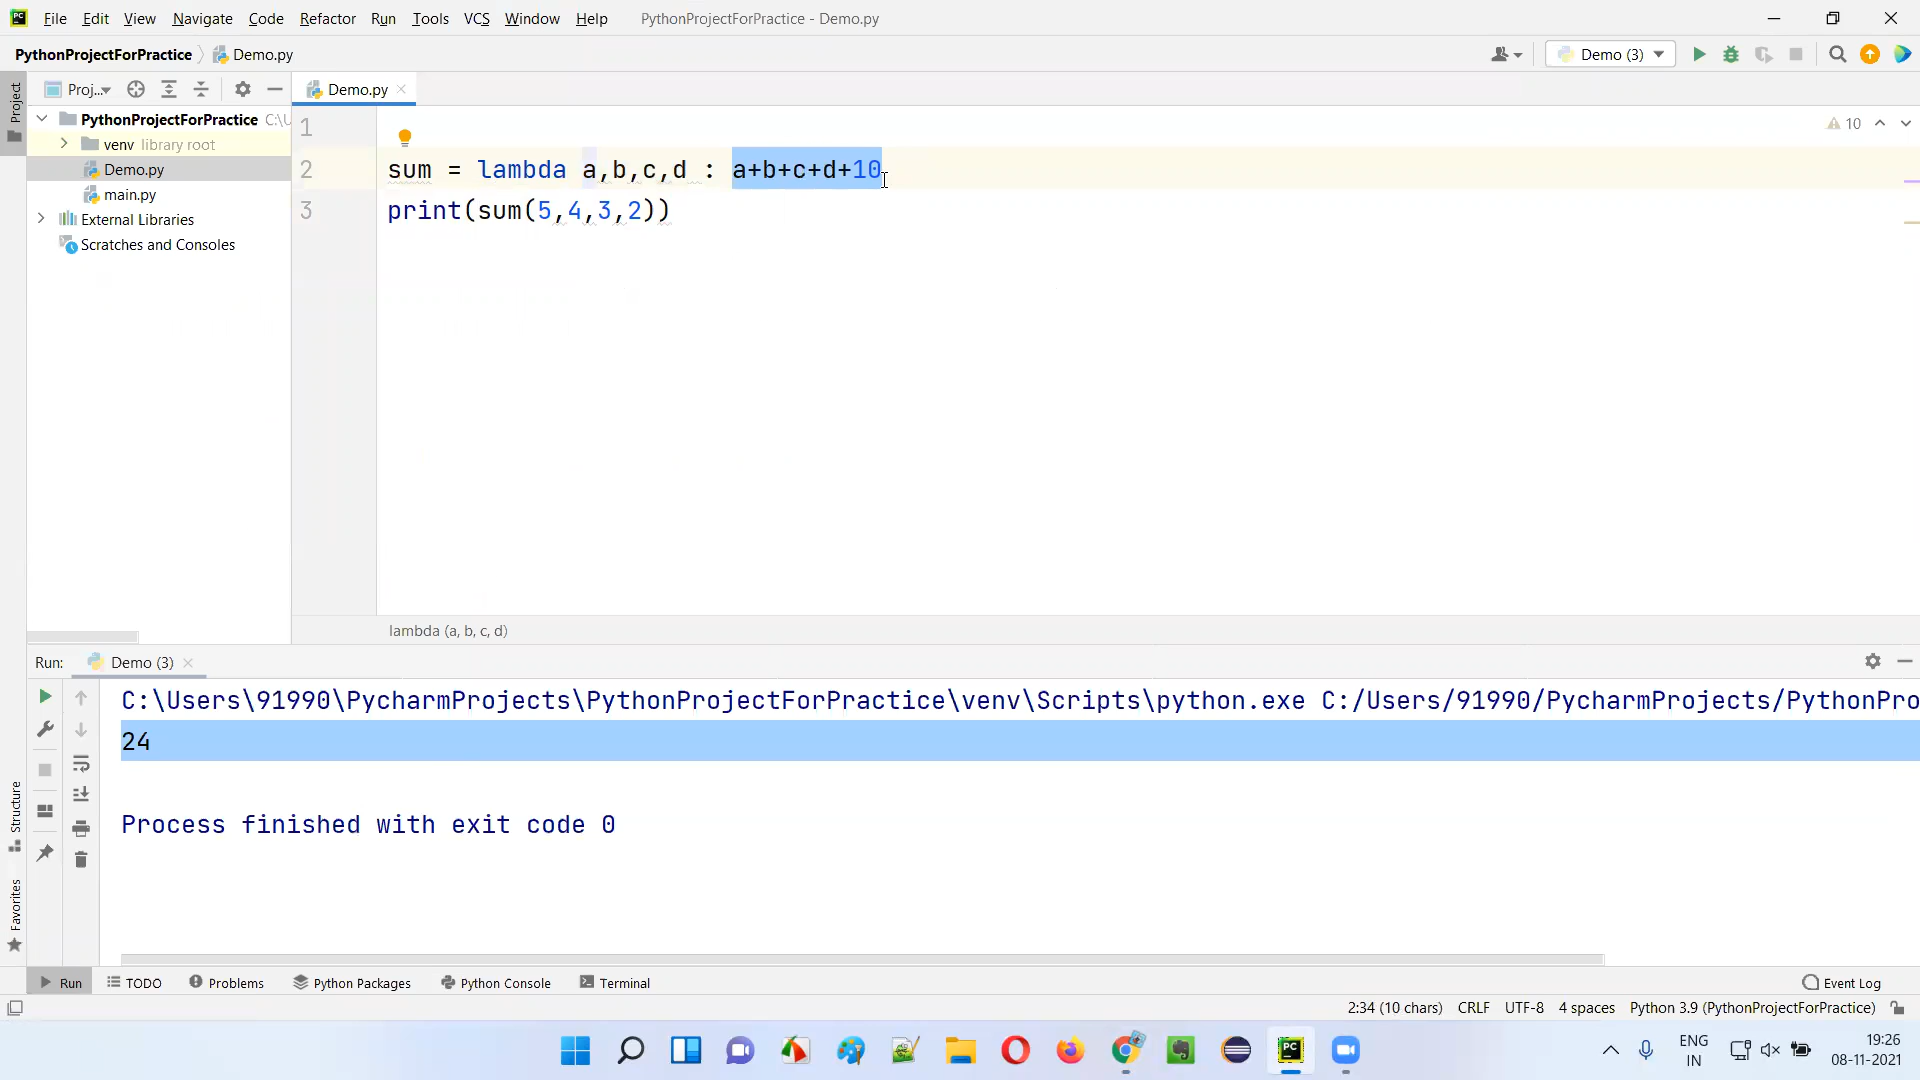 PC File Edit View Navigate Code Refactor Run Tools VCS Window Help PythonProjectForPractice - Demo.py
PythonProjectForPractice Demo.py Demo (3)
Project
Proj... Demo.py
PythonProjectForPractice C:\U
venv library root
Demo.py
main.py
External Libraries
Scratches and Consoles
1
10
2 sum = lambda a,b,c,d : a+b+c+d+10
3 print(sum(5,4,3,2))
lambda (a, b, c, d)
Run: Demo (3)
C:\Users\91990\PycharmProjects\PythonProjectForPractice\venv\Scripts\python.exe C:/Users/91990/PycharmProjects/PythonPro
24
Process finished with exit code 0
Structure
Favorites
Run TODO Problems Python Packages Python Console Terminal Event Log
2:34 (10 chars) CRLF UTF-8 4 spaces Python 3.9 (PythonProjectForPractice)
PC
ENG
IN
19:26
08-11-2021